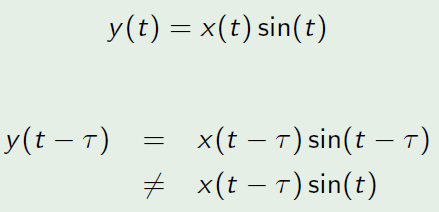 y(t) = x(t) sin(t)
y(t − τ) = x(t − τ) sin(t − τ)
≠ x(t − τ) sin(t)